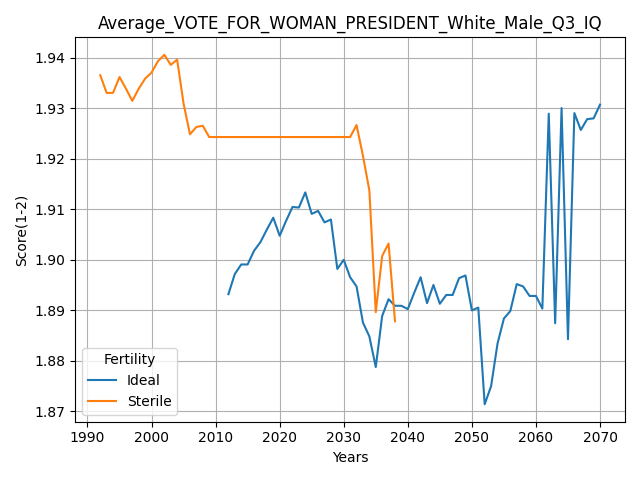 Average_VOTE_FOR_WOMAN_PRESIDENT_White_Male_Q3_IQ
1.94
1.93
1.92
1.91
1.90
1.89
1.88
1.87
Score(1-2)
Fertility
Ideal
Sterile
1990 2000 2010 2020 2030 2040 2050 2060 2070
Years